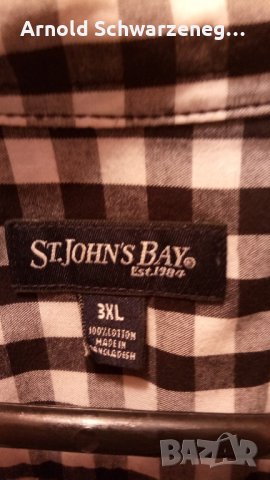 Arnold Schwarzeneg...
ST. JOHN'S BAY®
Est. 1984
3XL
100% COTTON
MADE IN
BANGLADESH
BAZAR